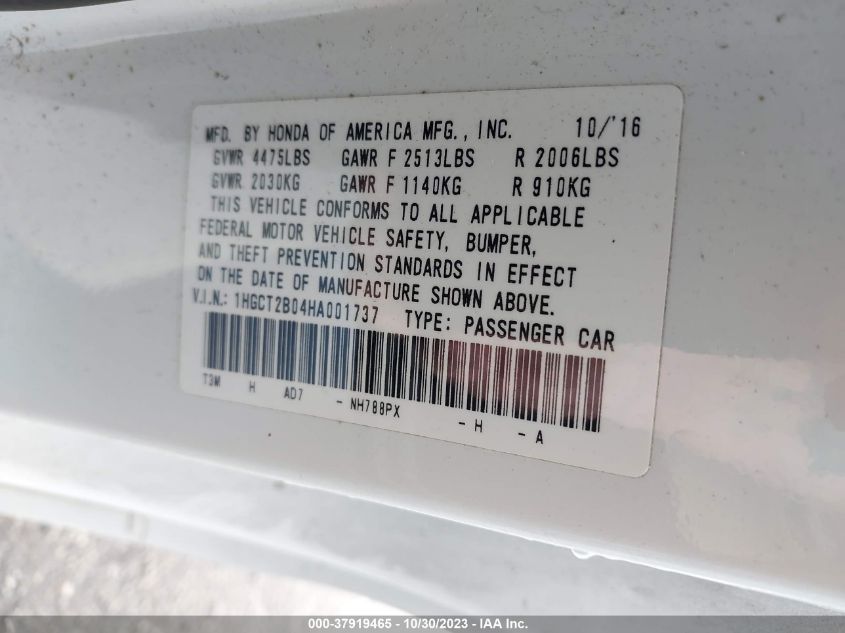 MFD. BY HONDA OF AMERICA MFG., INC. 10/'16
GVWR 4475LBS GAWR F 2513LBS R 2006LBS
GVWR 2030KG GAWR F 1140KG R 910KG
THIS VEHICLE CONFORMS TO ALL APPLICABLE
FEDERAL MOTOR VEHICLE SAFETY, BUMPER,
AND THEFT PREVENTION STANDARDS IN EFFECT
ON THE DATE OF MANUFACTURE SHOWN ABOVE.
V.I.N.: 1HGCT2B04HA001737 TYPE: PASSENGER CAR
T3M H AD7 - NH788PX - H - A
000-37919465 - 10/30/2023 - IAA Inc.